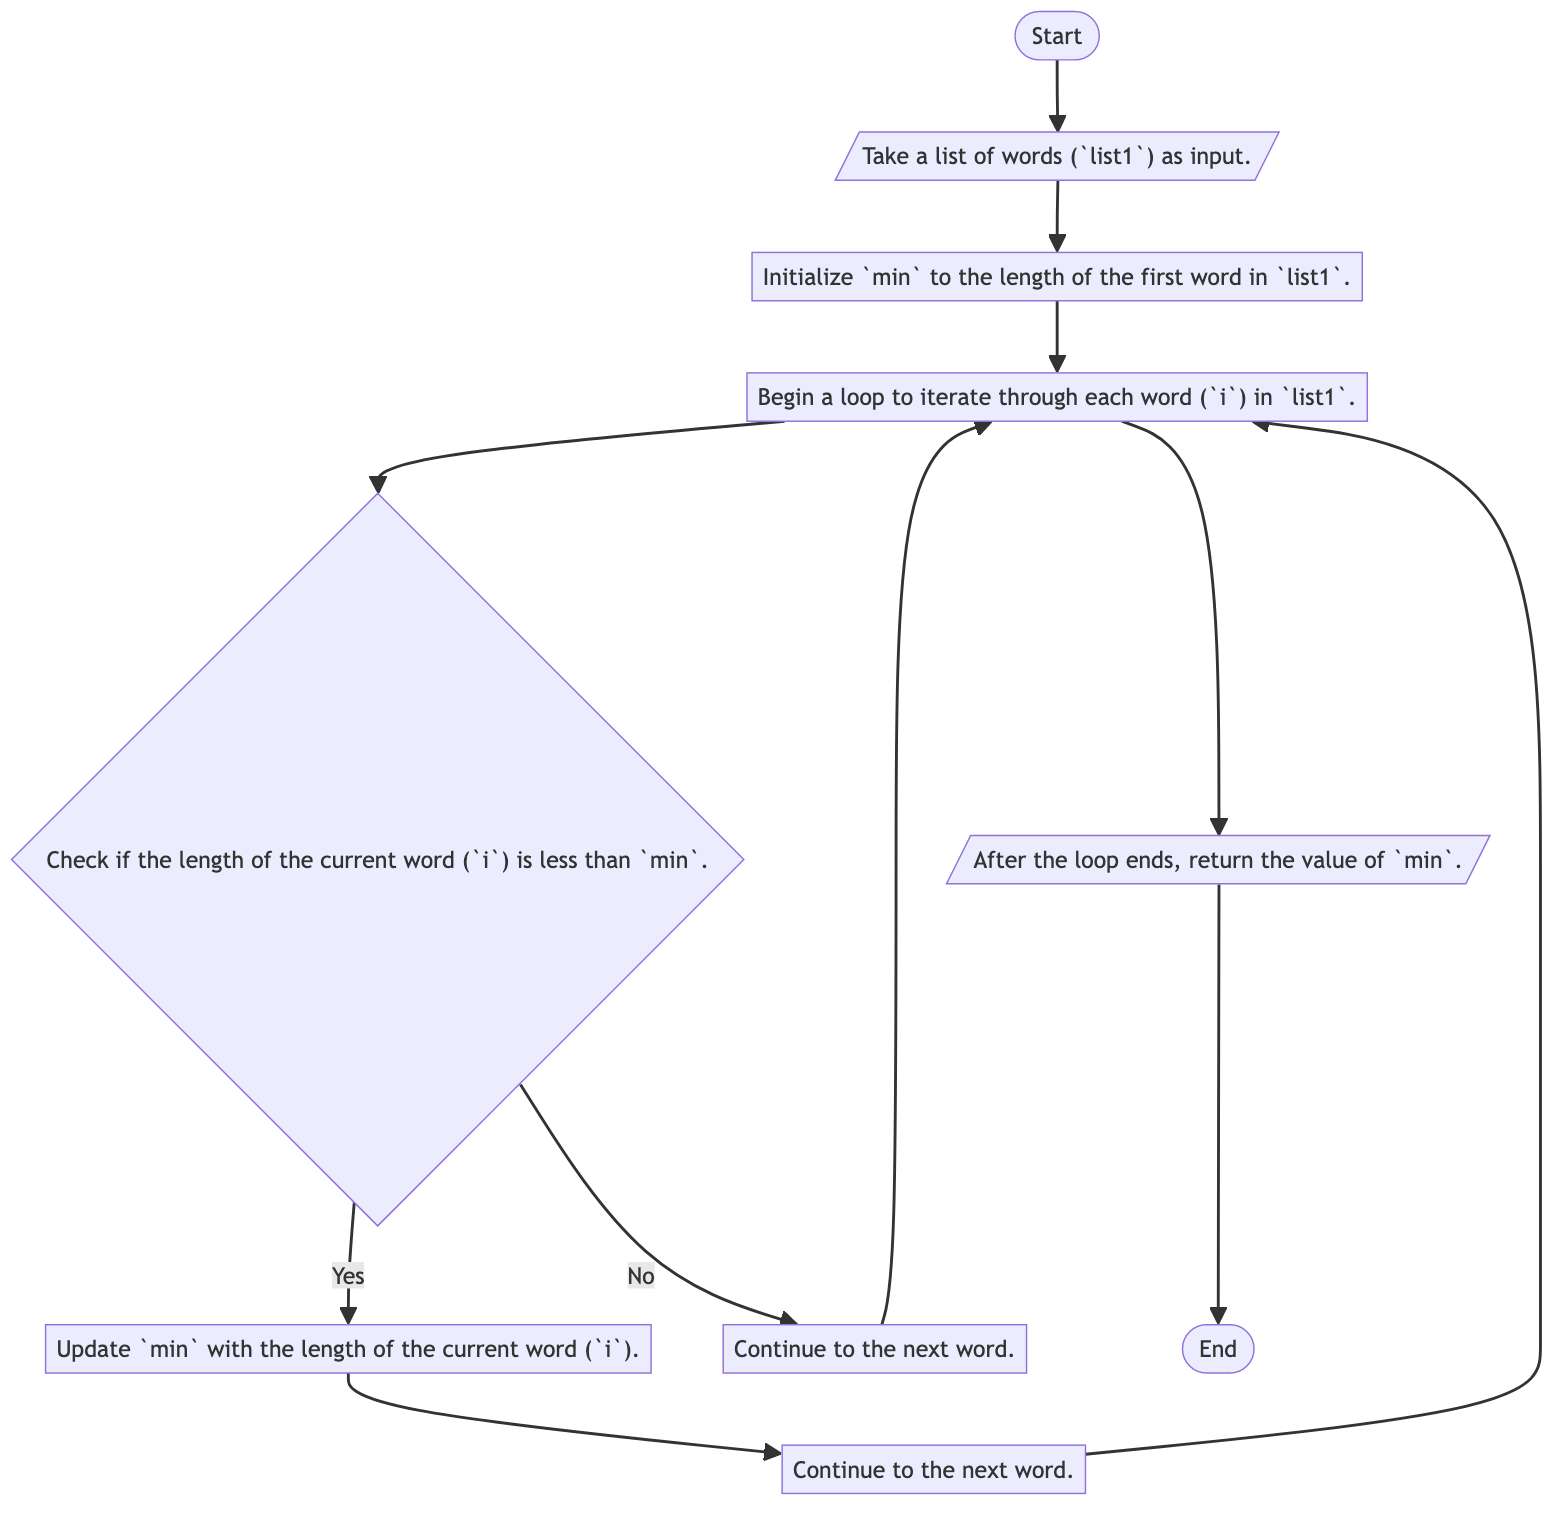 Start
Take a list of words (`list1`) as input.
Initialize `min` to the length of the first word in `list1`.
Begin a loop to iterate through each word (`i`) in `list1`.
Check if the length of the current word (`i`) is less than `min`.
After the loop ends, return the value of `min`.
Yes
No
Update `min` with the length of the current word (`i`).
Continue to the next word.
End
Continue to the next word.